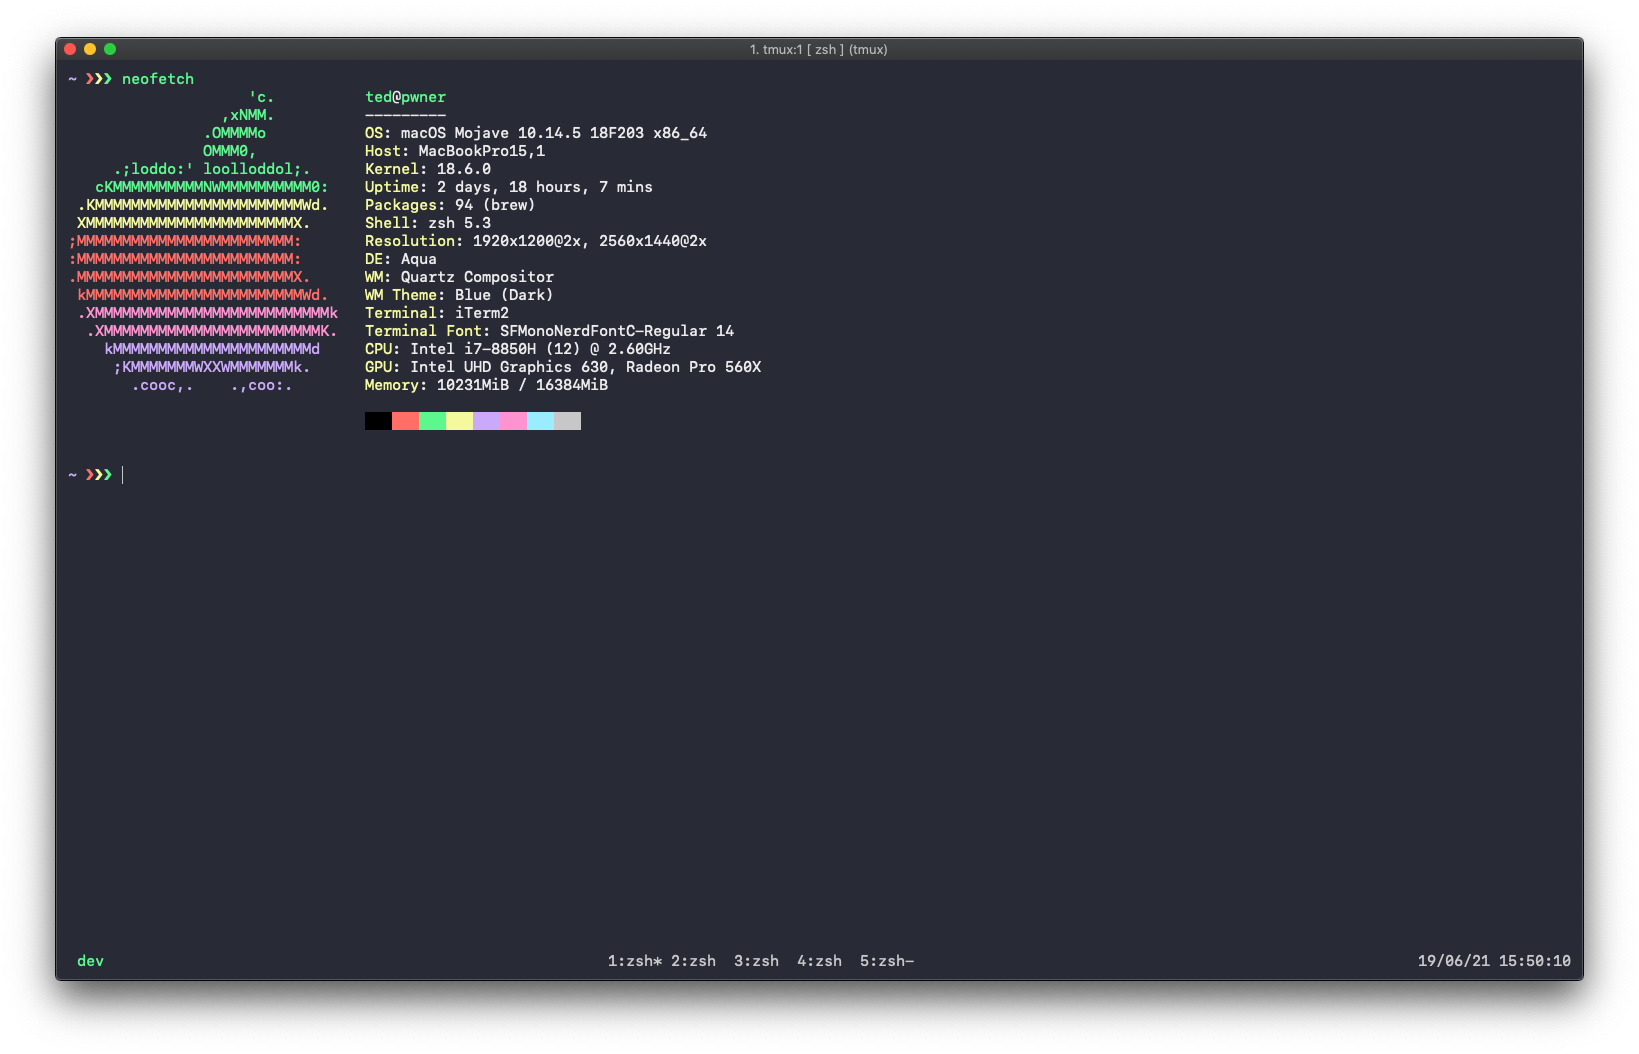 1. tmux:1 [ zsh ] (tmux)
~ ❯❯❯ neofetch
                    'c.          ted@pwner
                 ,xNMM.          ---------
               .OMMMMo           OS: macOS Mojave 10.14.5 18F203 x86_64
               OMMM0,            Host: MacBookPro15,1
     .;loddo:' loolloddol;.      Kernel: 18.6.0
   cKMMMMMMMMMMNWMMMMMMMMMM0:    Uptime: 2 days, 18 hours, 7 mins
 .KMMMMMMMMMMMMMMMMMMMMMMMWd.    Packages: 94 (brew)
 XMMMMMMMMMMMMMMMMMMMMMMMX.      Shell: zsh 5.3
;MMMMMMMMMMMMMMMMMMMMMMMM:       Resolution: 1920x1200@2x, 2560x1440@2x
:MMMMMMMMMMMMMMMMMMMMMMMM:       DE: Aqua
.MMMMMMMMMMMMMMMMMMMMMMMMX.      WM: Quartz Compositor
 kMMMMMMMMMMMMMMMMMMMMMMMMWd.    WM Theme: Blue (Dark)
 .XMMMMMMMMMMMMMMMMMMMMMMMMMMk   Terminal: iTerm2
  .XMMMMMMMMMMMMMMMMMMMMMMMMK.   Terminal Font: SFMonoNerdFontC-Regular 14
    kMMMMMMMMMMMMMMMMMMMMMMd     CPU: Intel i7-8850H (12) @ 2.60GHz
     ;KMMMMMMMWXXWMMMMMMMk.      GPU: Intel UHD Graphics 630, Radeon Pro 560X
       .cooc,.    .,coo:.        Memory: 10231MiB / 16384MiB
~ ❯❯❯
dev 1:zsh* 2:zsh  3:zsh  4:zsh  5:zsh- 19/06/21 15:50:10